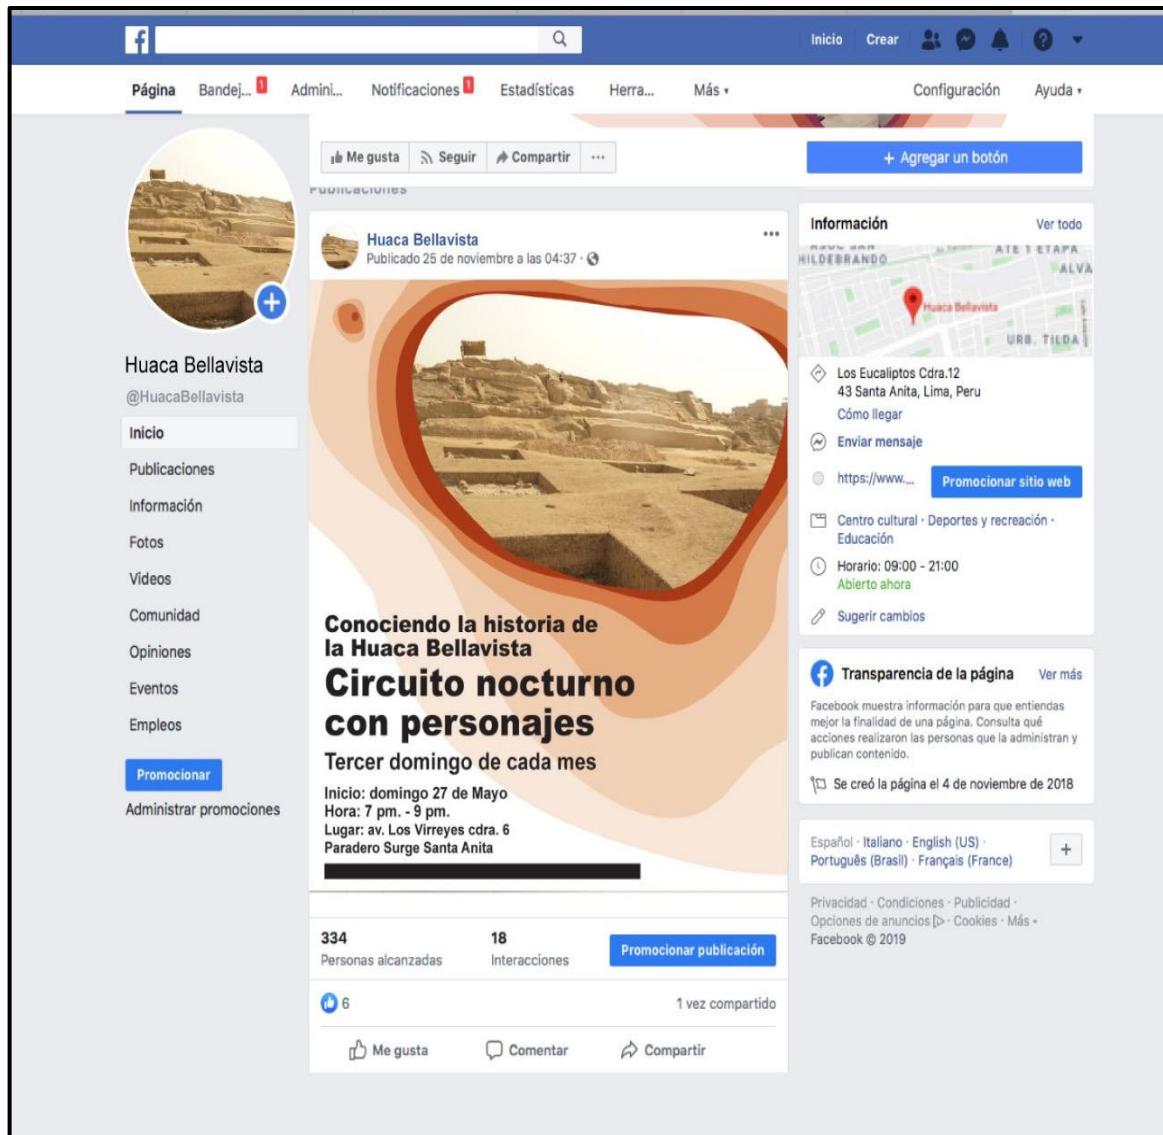 Inicio Crear
Página Bandej... 1 Admini... Notificaciones 1 Estadísticas Herra... Más Configuración Ayuda
Me gusta Seguir Compartir ...
+ Agregar un botón
Publicaciones
Huaca Bellavista
@HuacaBellavista
Inicio
Publicaciones
Información
Fotos
Videos
Comunidad
Opiniones
Eventos
Empleos
Promocionar
Administrar promociones
Huaca Bellavista
Publicado 25 de noviembre a las 04:37 ·
Conociendo la historia de
la Huaca Bellavista
Circuito nocturno
con personajes
Tercer domingo de cada mes
Inicio: domingo 27 de Mayo
Hora: 7 pm. - 9 pm.
Lugar: av. Los Virreyes cdra. 6
Paradero Surge Santa Anita
334 18
Personas alcanzadas Interacciones
Promocionar publicación
6 1 vez compartido
Me gusta Comentar Compartir
Información Ver todo
HILDEBRANDO
ATE 1 ETAPA
ALVA
Huaca Bellavista
URB. TILDA
Los Eucaliptos Cdra.12
43 Santa Anita, Lima, Peru
Cómo llegar
Enviar mensaje
https://www.... Promocionar sitio web
Centro cultural · Deportes y recreación ·
Educación
Horario: 09:00 - 21:00
Abierto ahora
Sugerir cambios
Transparencia de la página Ver más
Facebook muestra información para que entiendas
mejor la finalidad de una página. Consulta qué
acciones realizaron las personas que la administran y
publican contenido.
Se creó la página el 4 de noviembre de 2018
Español · Italiano · English (US) ·
Português (Brasil) · Français (France)
+
Privacidad · Condiciones · Publicidad ·
Opciones de anuncios · Cookies · Más
Facebook © 2019